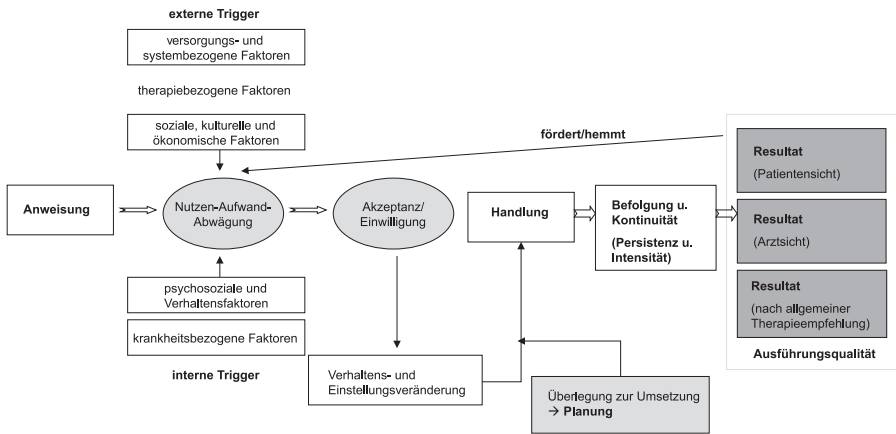 externe Trigger
versorgungs- und
systembezogene Faktoren
therapiebezogene Faktoren
soziale, kulturelle und
ökonomische Faktoren
fördert/hemmt
Anweisung
Nutzen-Aufwand-
Abwägung
Akzeptanz/
Einwilligung
Handlung
Befolgung u.
Kontinuität
(Persistenz u.
Intensität)
Resultat
(Patientensicht)
Resultat
(Arztsicht)
Resultat
(nach allgemeiner
Therapieempfehlung)
Ausführungsqualität
psychosoziale und
Verhaltensfaktoren
krankheitsbezogene Faktoren
interne Trigger
Verhaltens- und
Einstellungsveränderung
Überlegung zur Umsetzung
→ Planung